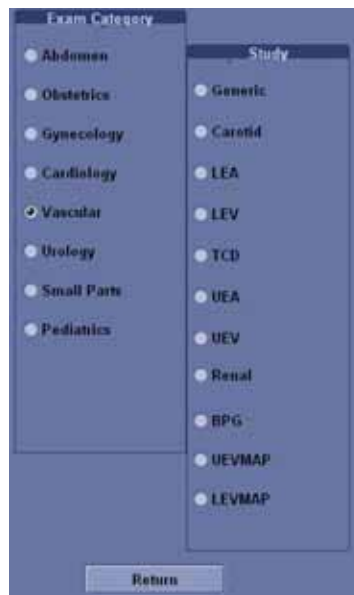 Exam Category
Abdomen
Obstetrics
Gynecology
Cardiology
Vascular
Urology
Small Parts
Pediatrics
Study
Generic
Carotid
LEA
LEV
TCD
UEA
UEV
Renal
BPG
UEVMAP
LEVMAP
Return